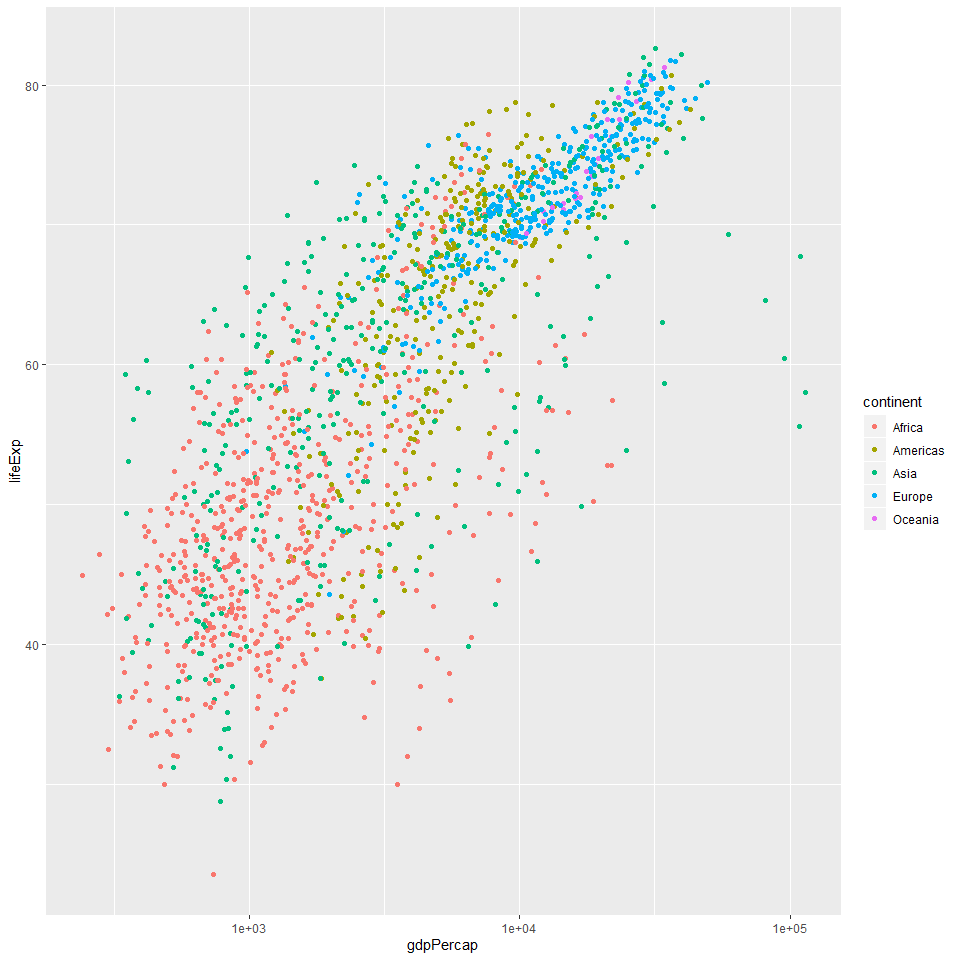 80
60
40
lifeExp
1e+03
1e+04
1e+05
gdpPercap
continent
Africa
Americas
Asia
Europe
Oceania